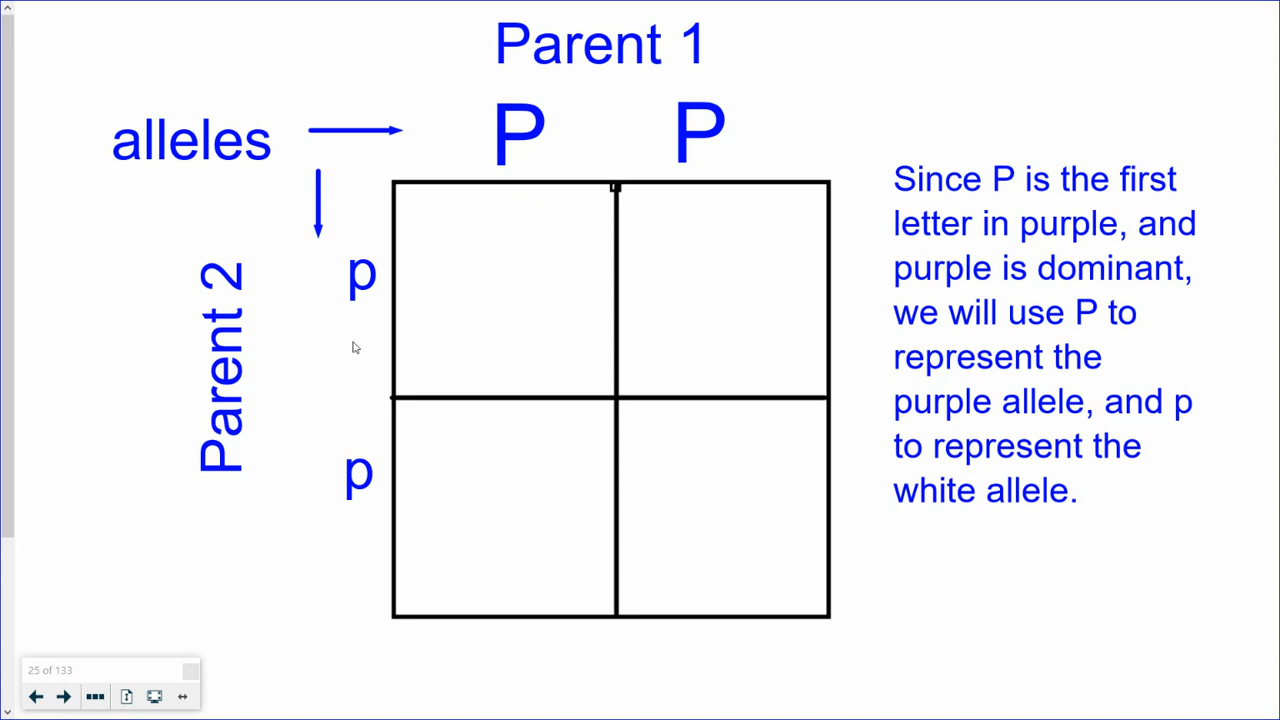 Parent 1
alleles
P P
Parent 2
p
p
Since P is the first
letter in purple, and
purple is dominant,
we will use P to
represent the
purple allele, and p
to represent the
white allele.
25 of 133